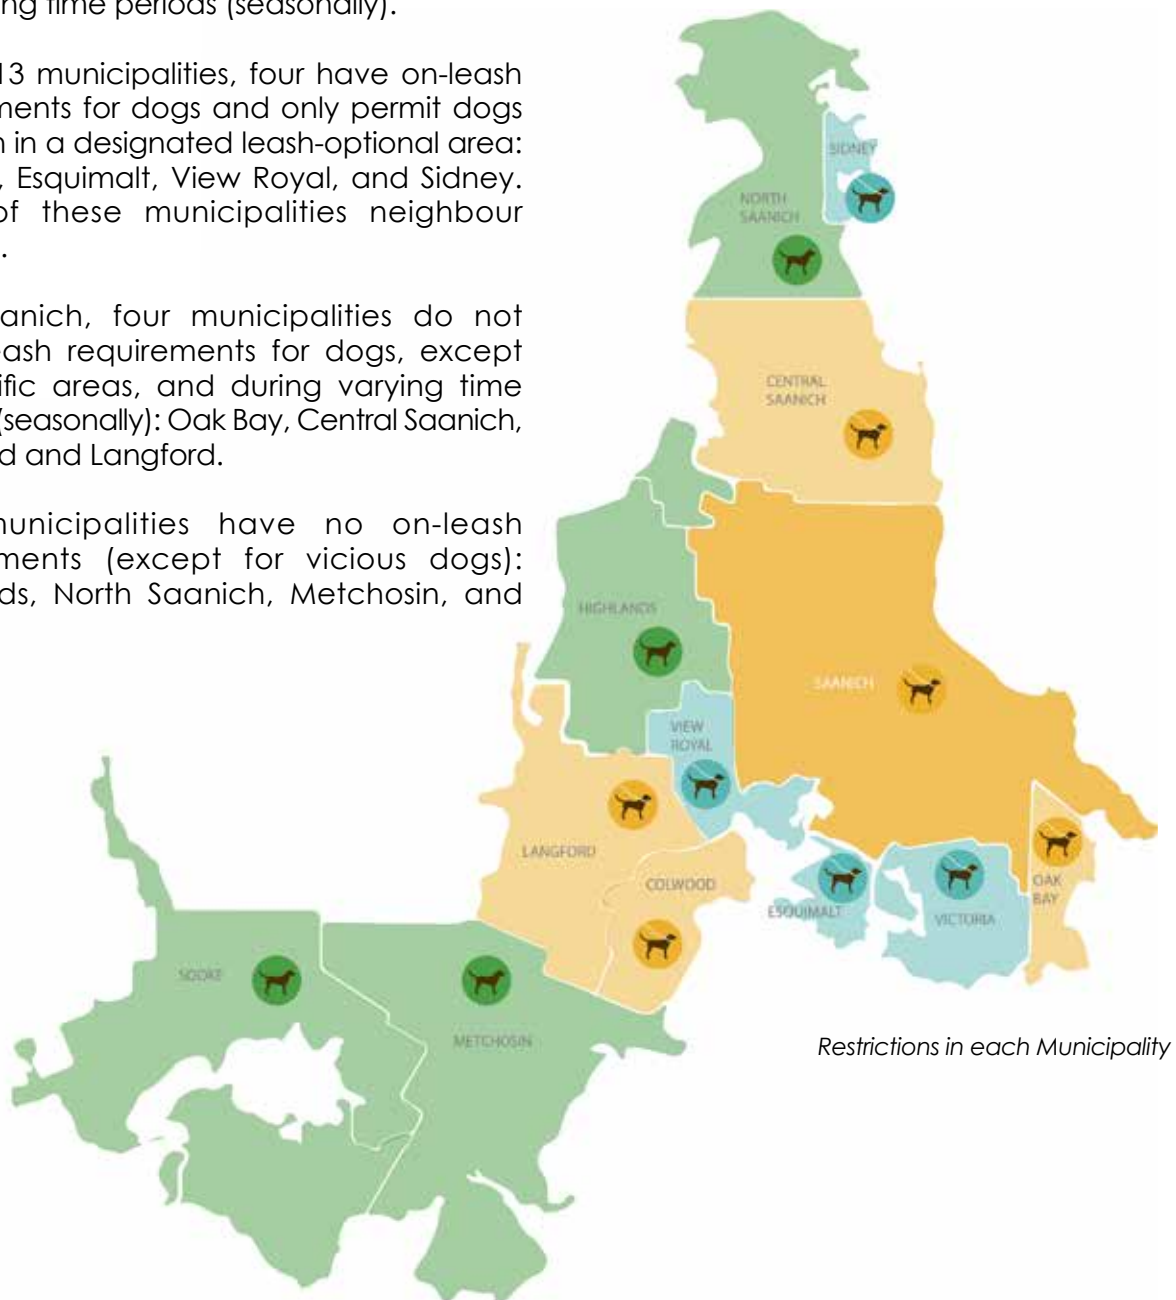 ng time periods (seasonally).
13 municipalities, four have on-leash
ments for dogs and only permit dogs
h in a designated leash-optional area:
, Esquimalt, View Royal, and Sidney.
of these municipalities neighbour
.
anich, four municipalities do not
eash requirements for dogs, except
ific areas, and during varying time
(seasonally): Oak Bay, Central Saanich,
d and Langford.
municipalities have no on-leash
ments (except for vicious dogs):
ds, North Saanich, Metchosin, and
SIDNEY
NORTH
SAANICH
CENTRAL
SAANICH
HIGHLANDS
SAANICH
VIEW
ROYAL
LANGFORD
COLWOOD
ESQUIMALT
VICTORIA
OAK
BAY
SOOKE
METCHOSIN
Restrictions in each Municipality